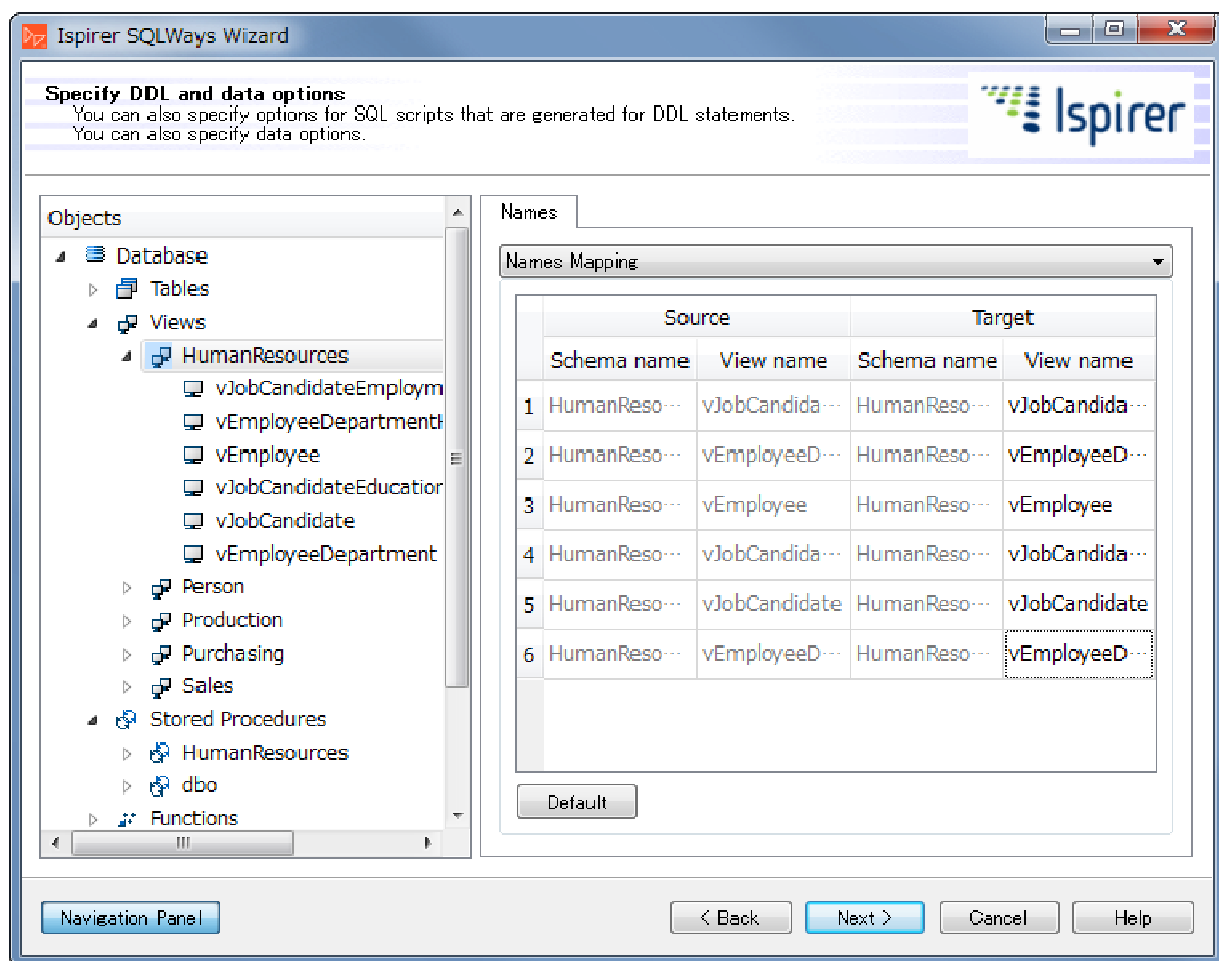 Ispirer SQLWays Wizard
Specify DDL and data options
You can also specify options for SQL scripts that are generated for DDL statements.
You can also specify data options.
Ispirer
Objects
Database
Tables
Views
HumanResources
vJobCandidateEmploym
vEmployeeDepartmentH
vEmployee
vJobCandidateEducation
vJobCandidate
vEmployeeDepartment
Person
Production
Purchasing
Sales
Stored Procedures
HumanResources
dbo
Functions
Names
Names Mapping
Source Target
Schema name View name Schema name View name
1 HumanReso… vJobCandida… HumanReso… vJobCandida…
2 HumanReso… vEmployeeD… HumanReso… vEmployeeD…
3 HumanReso… vEmployee HumanReso… vEmployee
4 HumanReso… vJobCandida… HumanReso… vJobCandida…
5 HumanReso… vJobCandidate HumanReso… vJobCandidate
6 HumanReso… vEmployeeD… HumanReso… vEmployeeD…
Default
Navigation Panel < Back Next > Cancel Help